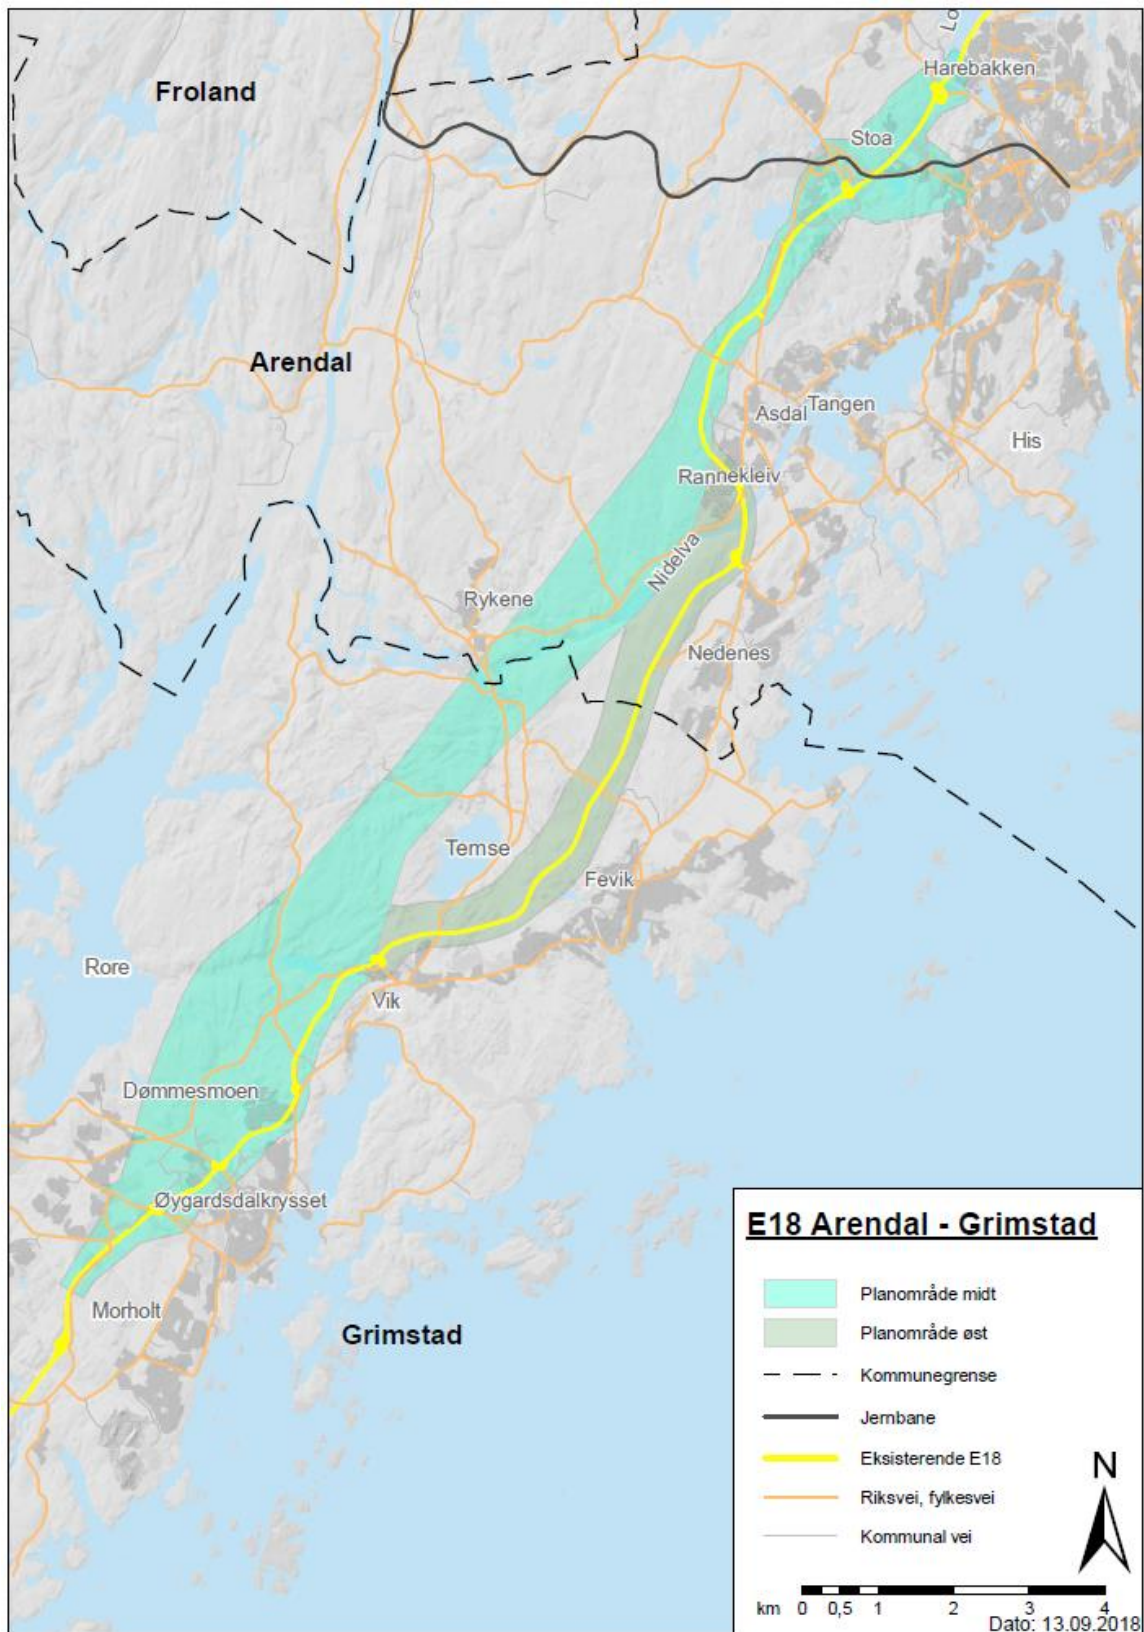 Lo
Harebakken
Froland
Stoa
Arendal
Asdal
Tangen
His
Rannekleiv
Nidelva
Rykene
Nedenes
Temse
Fevik
Rore
Vik
Dømmesmoen
Øygardsdalkrysset
Morholt
Grimstad
E18 Arendal - Grimstad
Planområde midt
Planområde øst
Kommunegrense
Jernbane
Eksisterende E18
Riksvei, fylkesvei
Kommunal vei
N
km 0 0,5 1 2 3 4
Dato: 13.09.2018